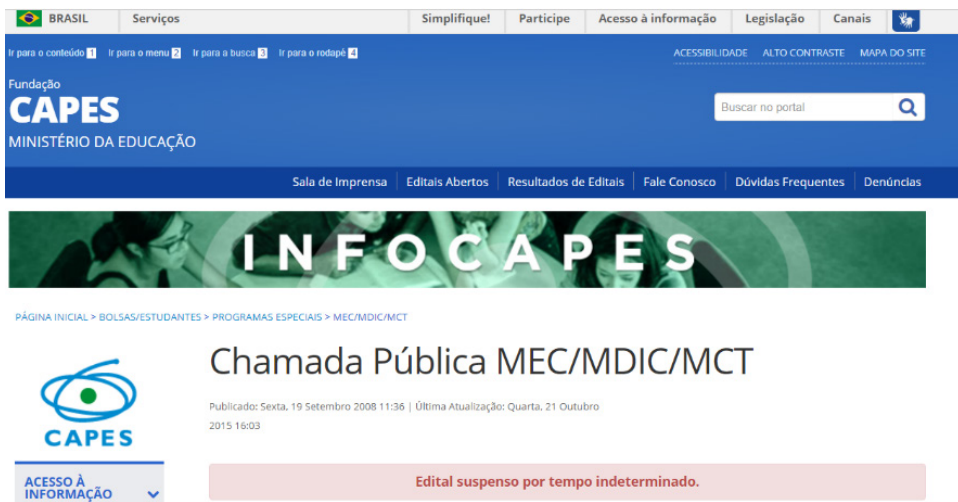 BRASIL Serviços Simplifique! Participe Acesso à informação Legislação Canais
Ir para o conteúdo 1 Ir para o menu 2 Ir para a busca 3 Ir para o rodapé 4 ACESSIBILIDADE ALTO CONTRASTE MAPA DO SITE
Fundação
CAPES
MINISTÉRIO DA EDUCAÇÃO
Buscar no portal
Sala de Imprensa Editais Abertos Resultados de Editais Fale Conosco Dúvidas Frequentes Denúncias
INFOCAPES
PÁGINA INICIAL > BOLSAS/ESTUDANTES > PROGRAMAS ESPECIAIS > MEC/MDIC/MCT
CAPES
ACESSO À
INFORMAÇÃO
Chamada Pública MEC/MDIC/MCT
Publicado: Sexta, 19 Setembro 2008 11:36 | Última Atualização: Quarta, 21 Outubro
2015 16:03
Edital suspenso por tempo indeterminado.